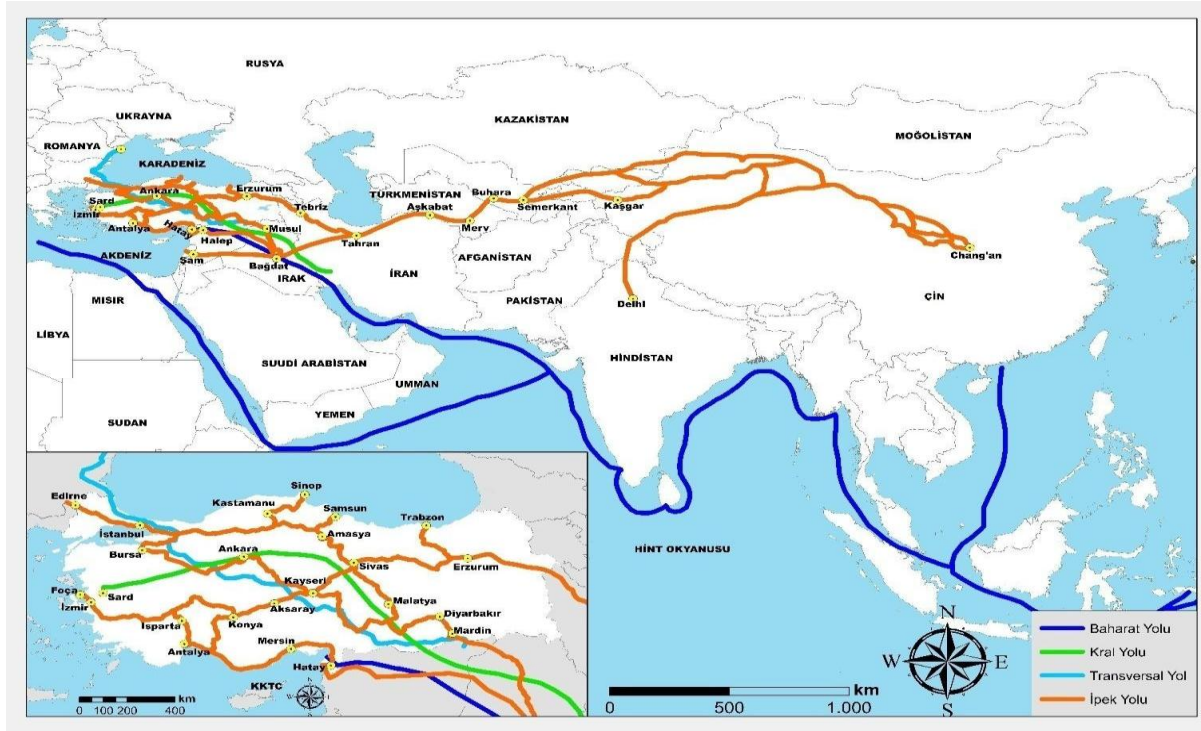 RUSYA
UKRAYNA
KAZAKİSTAN
MOĞOLİSTAN
ROMANYA
KARADENİZ
Ankara
Erzurum
TÜRKMENİSTAN
Buhara
Sard
Aşkabat
Semerkant
Kaşgar
İzmir
Tebriz
Antalya
Hatay
Halep
Musul
Tahran
Merv
AKDENİZ
Şam
Bağdat
IRAK
İRAN
AFGANİSTAN
Chang'an
MISIR
PAKİSTAN
Delhi
ÇİN
LİBYA
SUUDİ ARABİSTAN
HİNDİSTAN
UMMAN
SUDAN
YEMEN
HİNT OKYANUSU
Edirne
Kastamanu
Sinop
Samsun
Trabzon
İstanbul
Amasya
Bursa
Ankara
Sivas
Erzurum
Foça
Sard
Kayseri
İzmir
Aksaray
Malatya
Diyarbakır
Isparta
Konya
Mardin
Antalya
Mersin
Hatay
KKTC
km
0 100 200 400
N
W E
S
km
0 500 1.000
Baharat Yolu
Kral Yolu
Transversal Yol
İpek Yolu